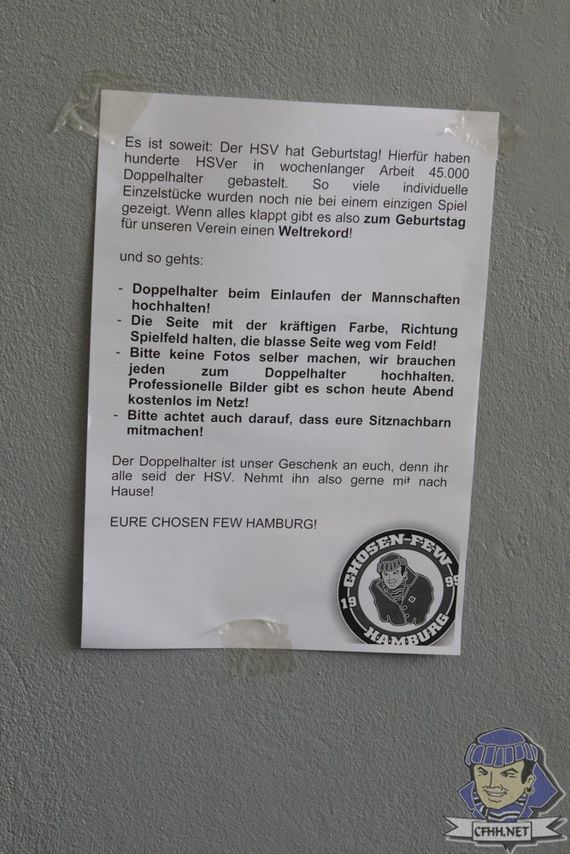 Es ist soweit: Der HSV hat Geburtstag! Hierfür haben
hunderte HSVer in wochenlanger Arbeit 45.000
Doppelhalter gebastelt. So viele individuelle
Einzelstücke wurden noch nie bei einem einzigen Spiel
gezeigt. Wenn alles klappt gibt es also zum Geburtstag
für unseren Verein einen Weltrekord!
und so gehts:
- Doppelhalter beim Einlaufen der Mannschaften
hochhalten!
- Die Seite mit der kräftigen Farbe, Richtung
Spielfeld halten, die blasse Seite weg vom Feld!
- Bitte keine Fotos selber machen, wir brauchen
jeden zum Doppelhalter hochhalten.
Professionelle Bilder gibt es schon heute Abend
kostenlos im Netz!
- Bitte achtet auch darauf, dass eure Sitznachbarn
mitmachen!
Der Doppelhalter ist unser Geschenk an euch, denn ihr
alle seid der HSV. Nehmt ihn also gerne mit nach
Hause!
EURE CHOSEN FEW HAMBURG!
CHOSEN FEW
19 99
HAMBURG
CFHH.NET